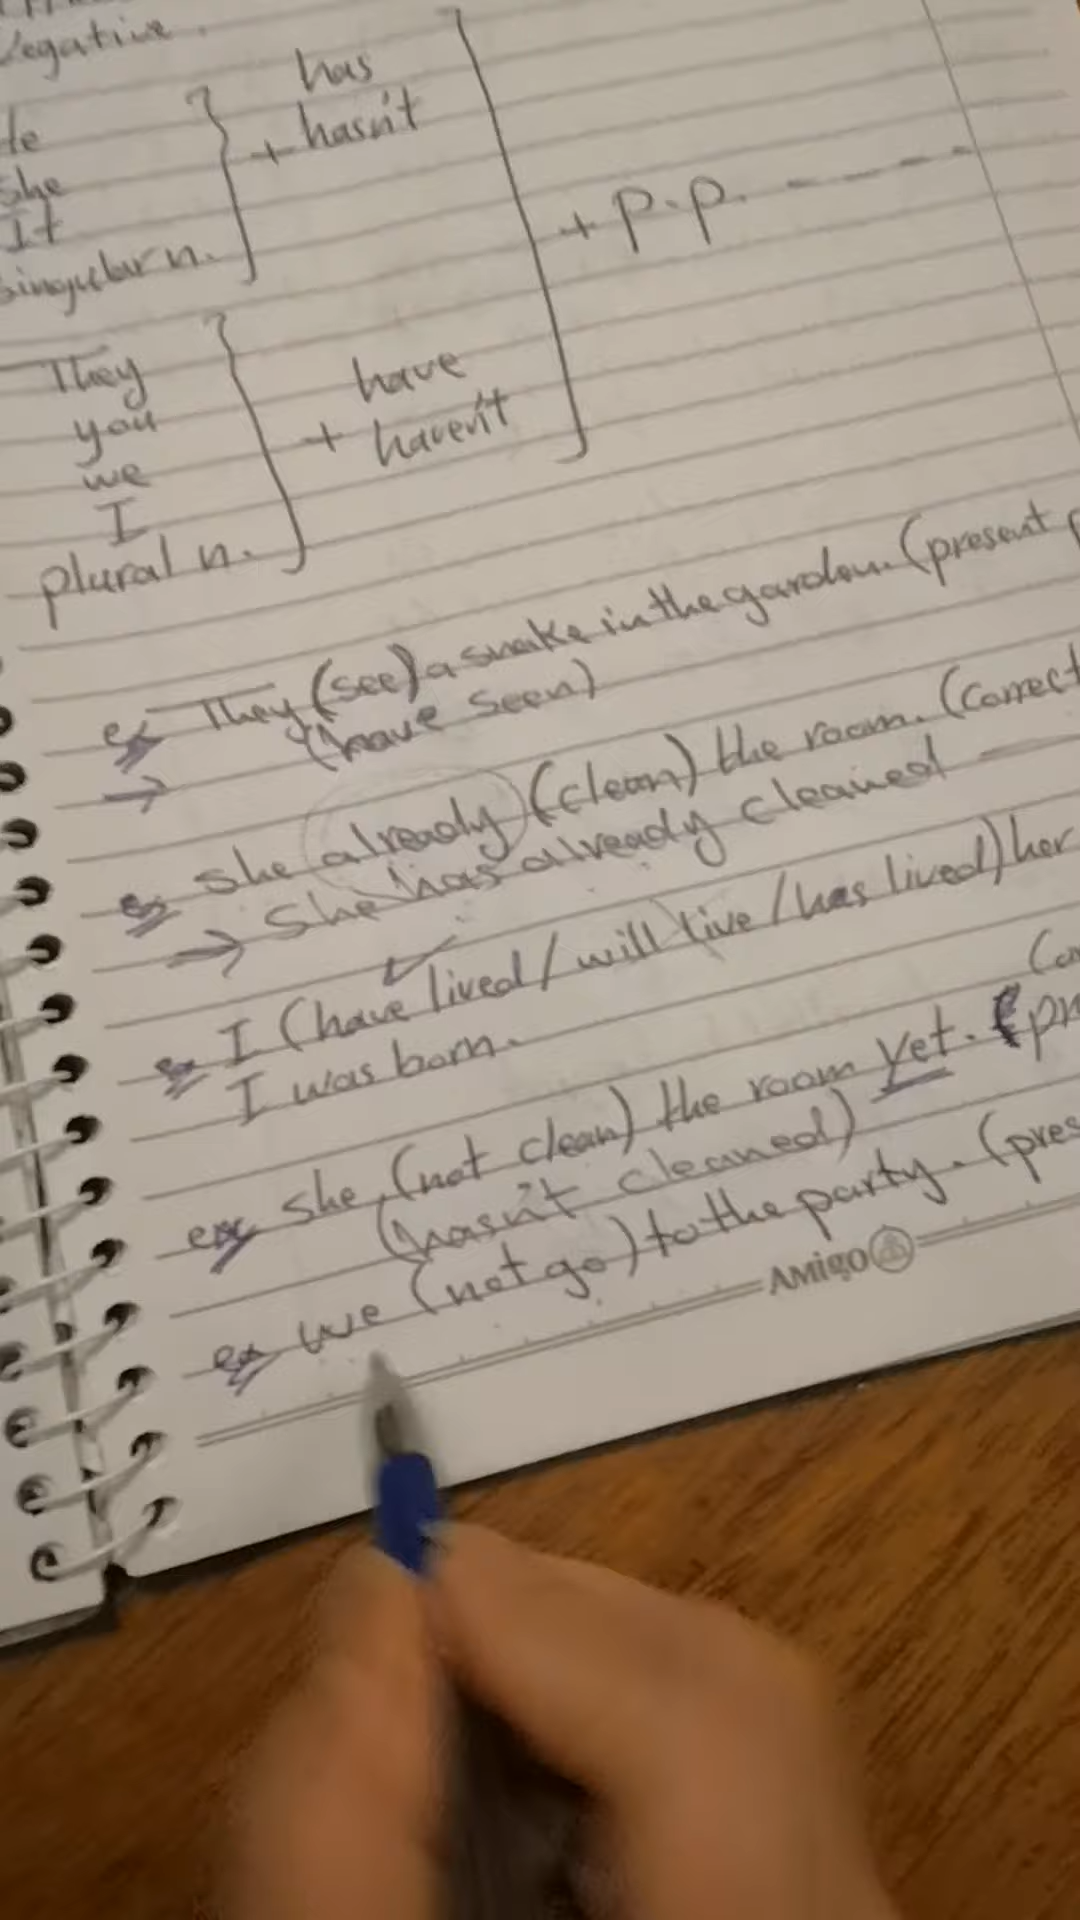 Negative.
has
hasn't
He
She
It
Singular n.
+
+ p.p. - - - -
They
you
we
I
plural n.
have
+ haven't
ex They (see) a snake in the garden. (present
→ (have seen)
ex she already (clean) the room. (correct
→ She has already cleaned
ex I (have lived / will live / has lived) her
I was born.
ex she (not clean) the room yet. (pr
(hasn't cleaned)
ex we (not go) to the party. (pres
AMigo